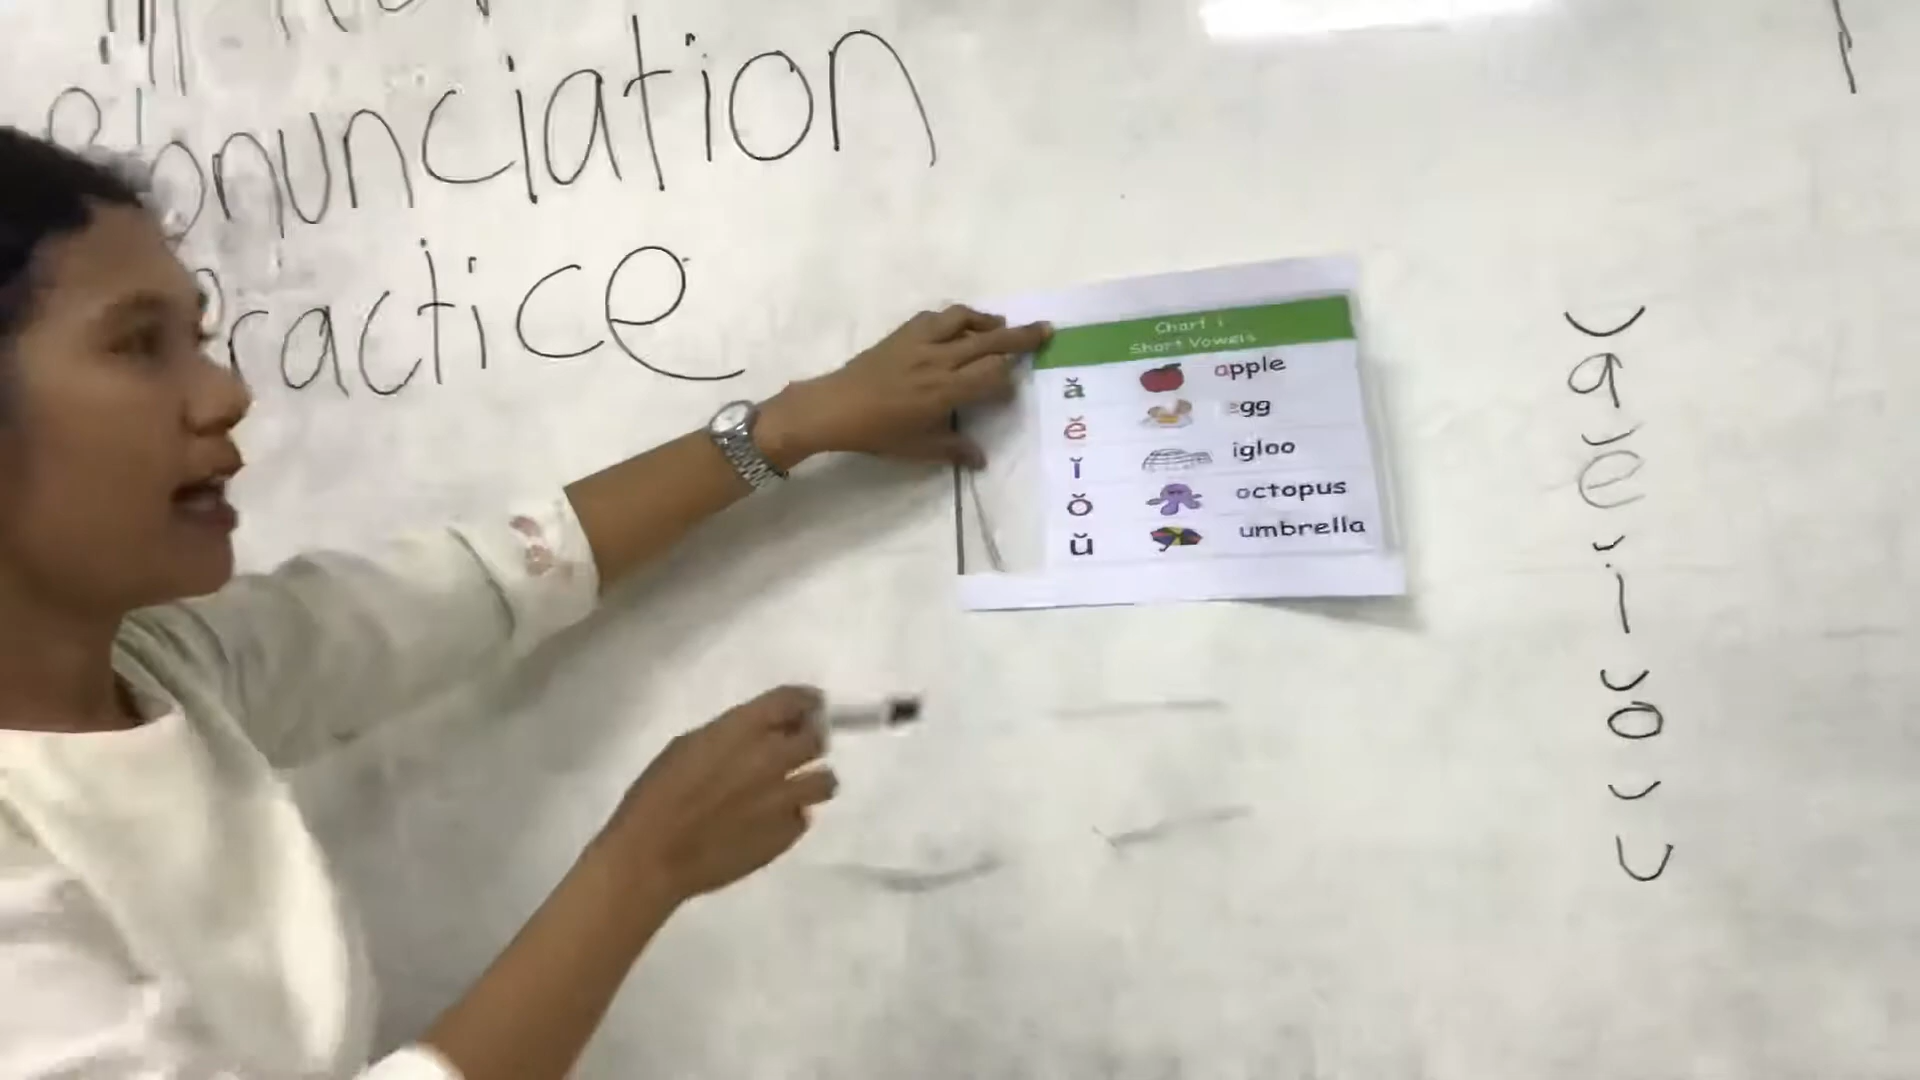 Pronunciation
Practice
Chart 1
Short Vowels
ă apple
ĕ egg
ĭ igloo
ŏ octopus
ŭ umbrella
ă
ĕ
ĭ
ŏ
ŭ